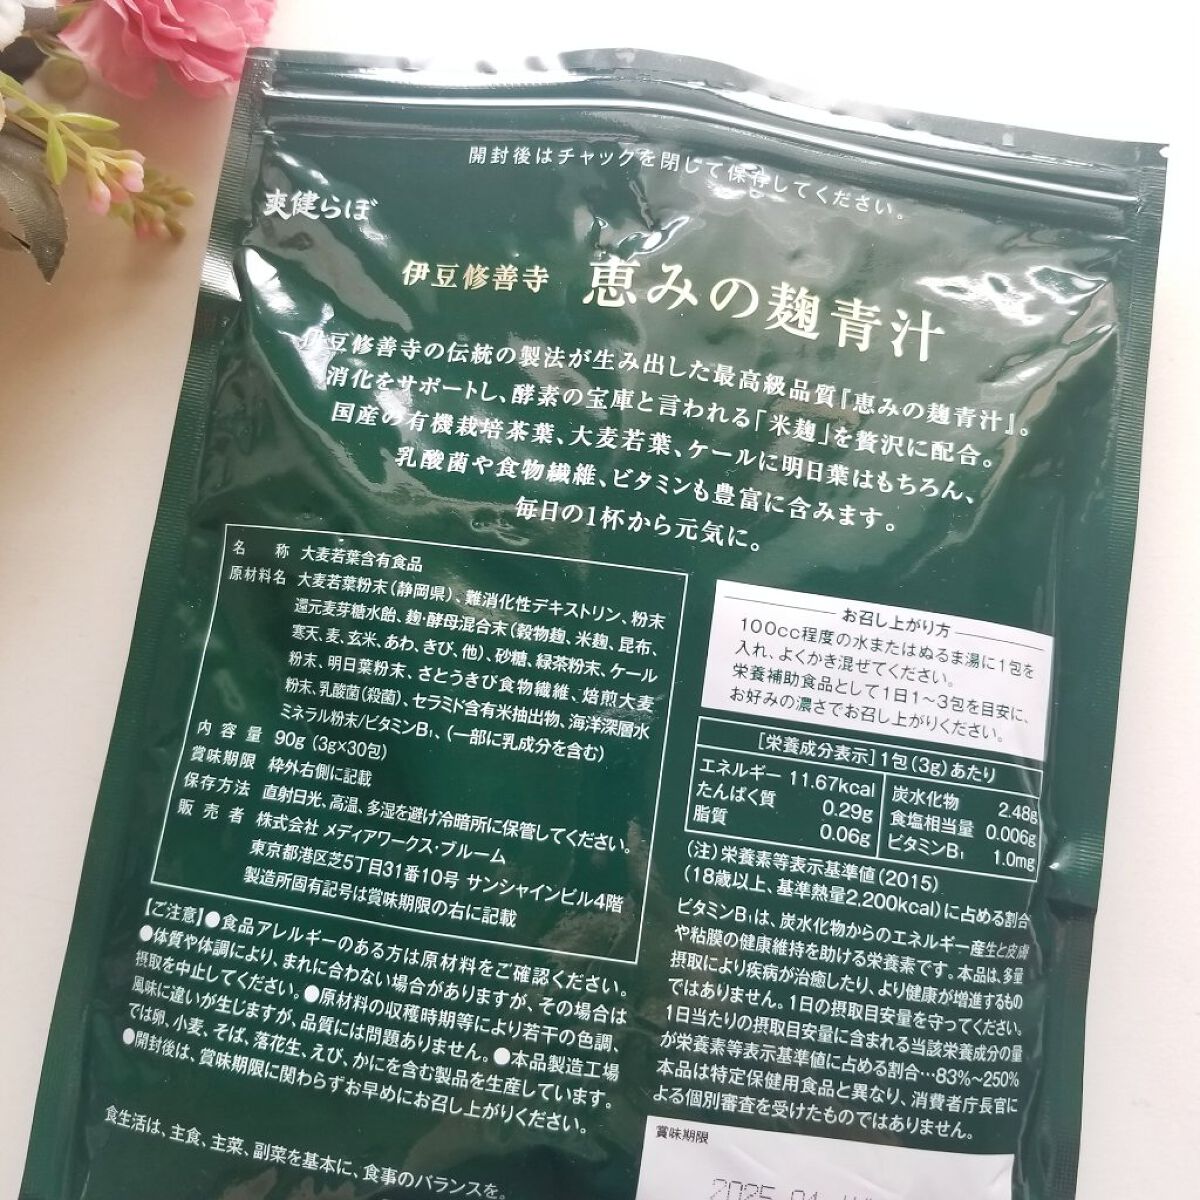 開封後はチャックを閉じて保存してください。
爽健らぼ
伊豆修善寺 恵みの麹青汁
伊豆修善寺の伝統の製法が生み出した最高級品質『恵みの麹青汁』。
消化をサポートし、酵素の宝庫と言われる「米麹」を贅沢に配合。
国産の有機栽培茶葉、大麦若葉、ケールに明日葉はもちろん、
乳酸菌や食物繊維、ビタミンも豊富に含みます。
毎日の1杯から元気に。
名称 大麦若葉含有食品
原材料名 大麦若葉粉末(静岡県)、難消化性デキストリン、粉末
還元麦芽糖水飴、麹・酵母混合末(穀物麹、米麹、昆布、
寒天、麦、玄米、あわ、きび、他)、砂糖、緑茶粉末、ケール
粉末、明日葉粉末、さとうきび食物繊維、焙煎大麦
粉末、乳酸菌(殺菌)、セラミド含有米抽出物、海洋深層水
ミネラル粉末/ビタミンB₁、(一部に乳成分を含む)
内容量 90g(3g×30包)
賞味期限 枠外右側に記載
保存方法 直射日光、高温、多湿を避け冷暗所に保管してください。
販売者 株式会社 メディアワークス・ブルーム
東京都港区芝5丁目31番10号 サンシャインビル4階
製造所固有記号は賞味期限の右に記載
【ご注意】●食品アレルギーのある方は原材料をご確認ください。
●体質や体調により、まれに合わない場合がありますが、その場合は
摂取を中止してください。●原材料の収穫時期等により若干の色調、
風味に違いが生じますが、品質には問題ありません。●本品製造工場
では卵、小麦、そば、落花生、えび、かにを含む製品を生産しています。
●開封後は、賞味期限に関わらずお早めにお召し上がりください。
食生活は、主食、主菜、副菜を基本に、食事のバランスを。
お召し上がり方
100cc程度の水またはぬるま湯に1包を
入れ、よくかき混ぜてください。
栄養補助食品として1日1～3包を目安に、
お好みの濃さでお召し上がりください。
[栄養成分表示]1包(3g)あたり
エネルギー 11.67kcal
たんぱく質 0.29g
脂質 0.06g
炭水化物 2.48g
食塩相当量 0.006g
ビタミンB₁ 1.0mg
(注)栄養素等表示基準値(2015)
(18歳以上、基準熱量2,200kcal)に占める割合
ビタミンB₁は、炭水化物からのエネルギー産生と皮膚
や粘膜の健康維持を助ける栄養素です。本品は、多量
摂取により疾病が治癒したり、より健康が増進するもの
ではありません。1日の摂取目安量を守ってください。
1日当たりの摂取目安量に含まれる当該栄養成分の量
が栄養素等表示基準値に占める割合…83%～250%
本品は特定保健用食品と異なり、消費者庁長官に
よる個別審査を受けたものではありません。
賞味期限